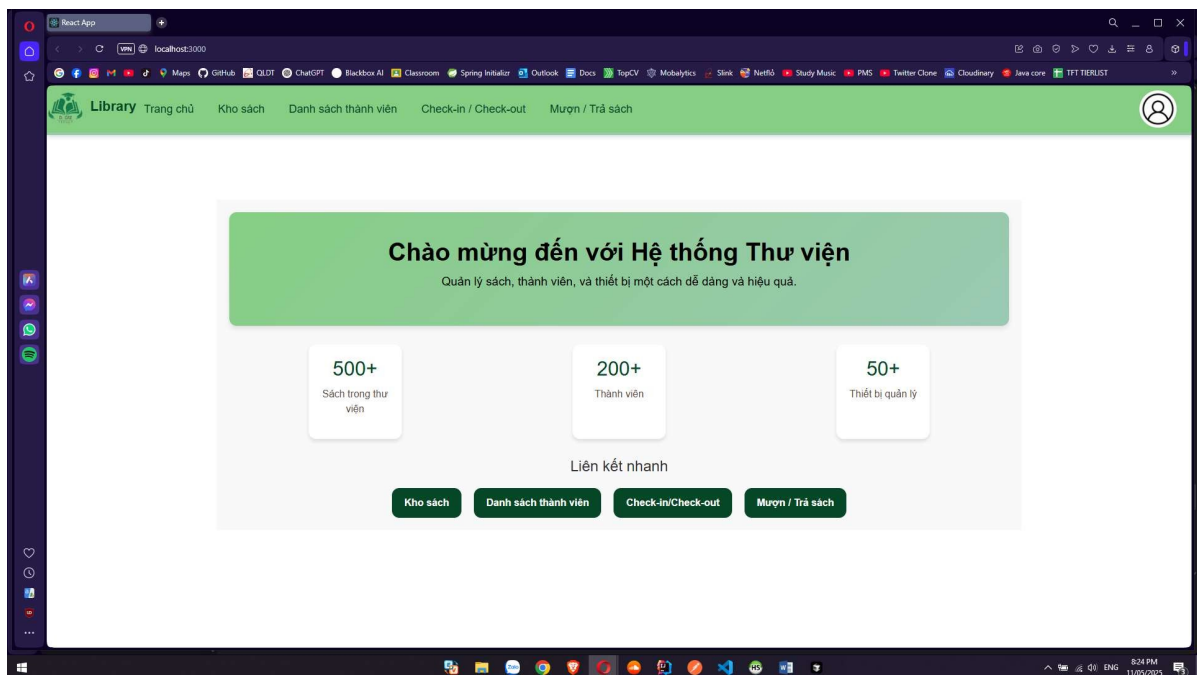 React App
VPN localhost:3000
Maps GitHub QLDT ChatGPT Blackbox AI Classroom Spring Initializr Outlook Docs TopCV Mobalytics Slink Netflō Study Music PMS Twitter Clone Cloudinary Java core TFT TIERLIST
Library Trang chủ Kho sách Danh sách thành viên Check-in / Check-out Mượn / Trả sách
Chào mừng đến với Hệ thống Thư viện
Quản lý sách, thành viên, và thiết bị một cách dễ dàng và hiệu quả.
500+ 200+ 50+
Sách trong thư viện
Thành viên
Thiết bị quản lý
Liên kết nhanh
Kho sách Danh sách thành viên Check-in/Check-out Mượn / Trả sách
ENG 8:24 PM
11/05/2025